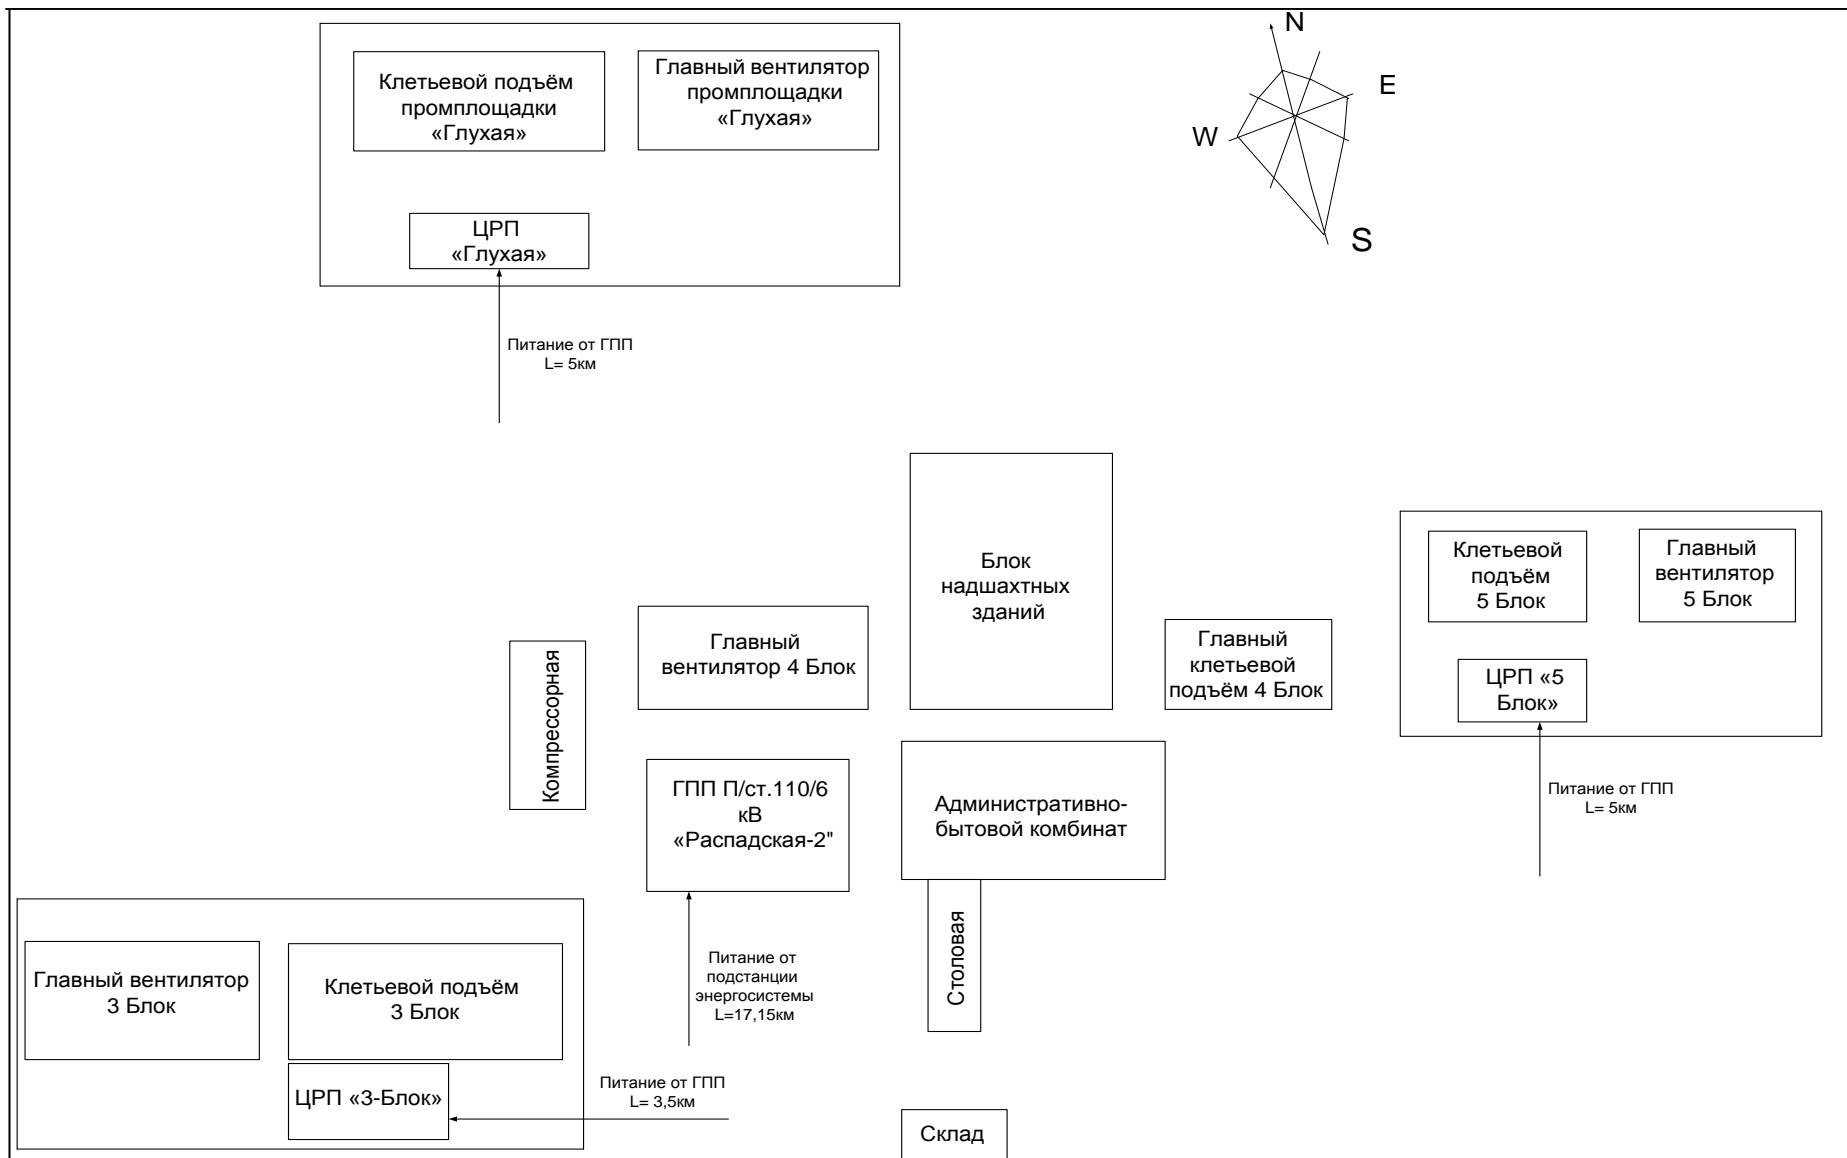 Клетьевой подъём
промплощадки
«Глухая»
Главный вентилятор
промплощадки
«Глухая»
N
E
W
S
ЦРП
«Глухая»
Питание от ГПП
L= 5км
Блок
надшахтных
зданий
Клетьевой
подъём
5 Блок
Главный
вентилятор
5 Блок
Компрессорная
Главный
вентилятор 4 Блок
Главный
клетьевой
подъём 4 Блок
ЦРП «5
Блок»
ГПП П/ст.110/6
кВ
«Распадская-2"
Административно-
бытовой комбинат
Питание от ГПП
L= 5км
Главный вентилятор
3 Блок
Клетьевой подъём
3 Блок
Питание от
подстанции
энергосистемы
L=17,15км
Столовая
ЦРП «3-Блок»
Питание от ГПП
L= 3,5км
Склад